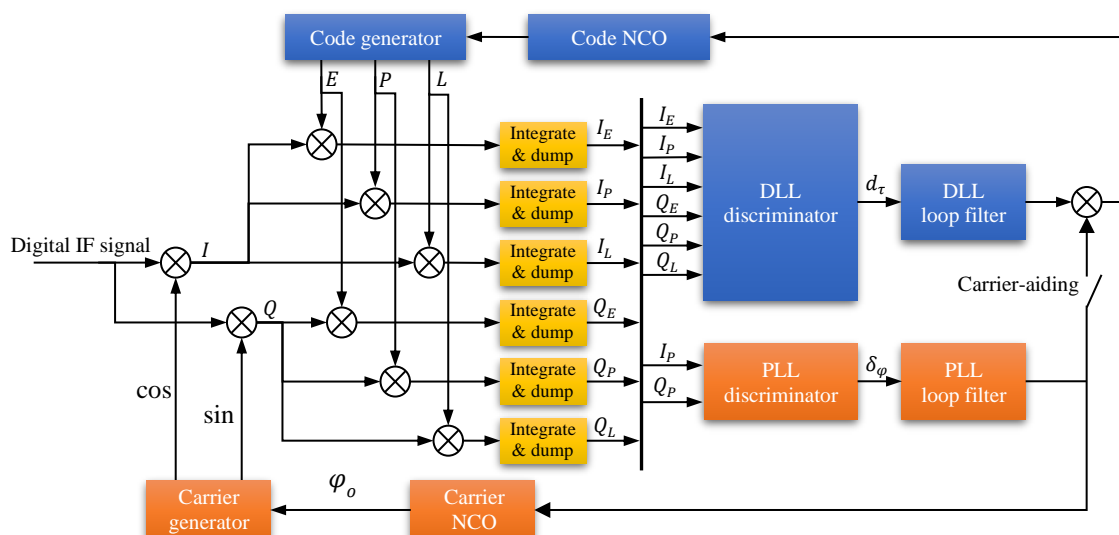 Code generator
Code NCO
E
P
L
Integrate
& dump
I_E
I_E
I_P
DLL
discriminator
d_τ
DLL
loop filter
Integrate
& dump
I_P
I_L
Q_E
Digital IF signal
I
Integrate
& dump
I_L
Q_P
Q_L
Carrier-aiding
Q
Integrate
& dump
Q_E
cos
sin
Integrate
& dump
Q_P
I_P
Q_P
PLL
discriminator
δ_φ
PLL
loop filter
Integrate
& dump
Q_L
Carrier
generator
φ_o
Carrier
NCO